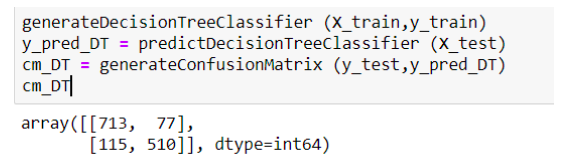 generateDecisionTreeClassifier (X_train,y_train)
y_pred_DT = predictDecisionTreeClassifier (X_test)
cm_DT = generateConfusionMatrix (y_test,y_pred_DT)
cm_DT
array([[713,  77],
       [115, 510]], dtype=int64)